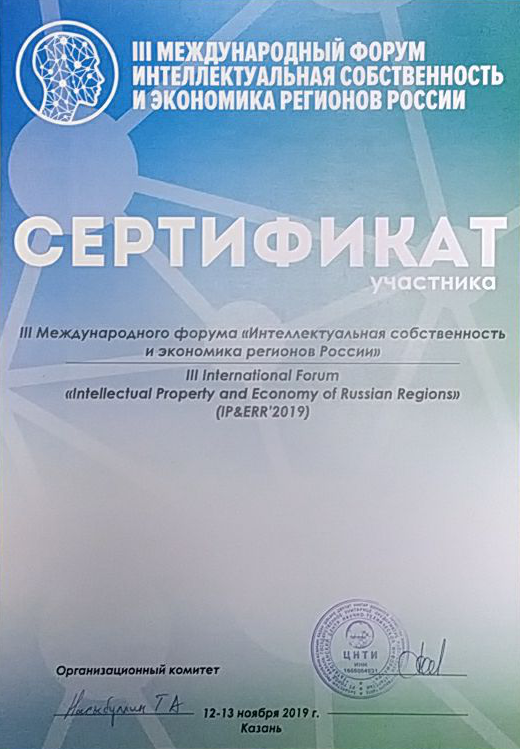 III МЕЖДУНАРОДНЫЙ ФОРУМ
ИНТЕЛЛЕКТУАЛЬНАЯ СОБСТВЕННОСТЬ
И ЭКОНОМИКА РЕГИОНОВ РОССИИ
СЕРТИФИКАТ
участника
III Международного форума «Интеллектуальная собственность
и экономика регионов России»
III International Forum
«Intellectual Property and Economy of Russian Regions»
(IP&ERR'2019)
ЦНТИ
ИНН
Организационный комитет
Насыбуллин Т А
12-13 ноября 2019 г.
Казань